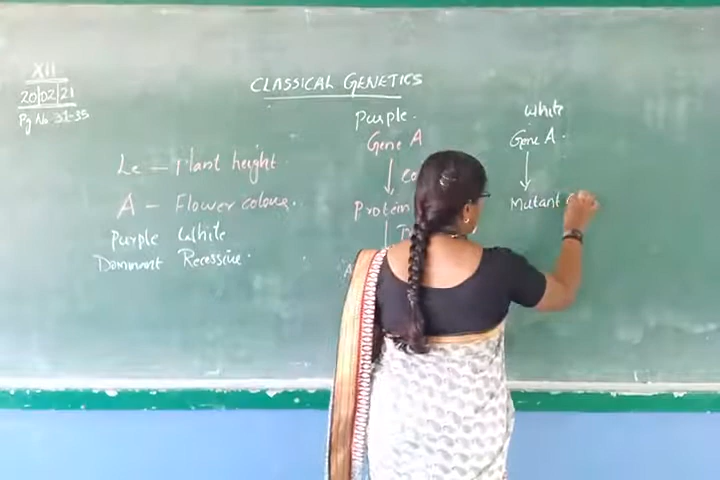 XII
20/02/21
Pg No 31-35
CLASSICAL GENETICS
Le - Plant height
A - Flower colour.
Purple White
Dominant Recessive.
Purple.
Gene A
Co
Protein
White
Gene A.
Mutant